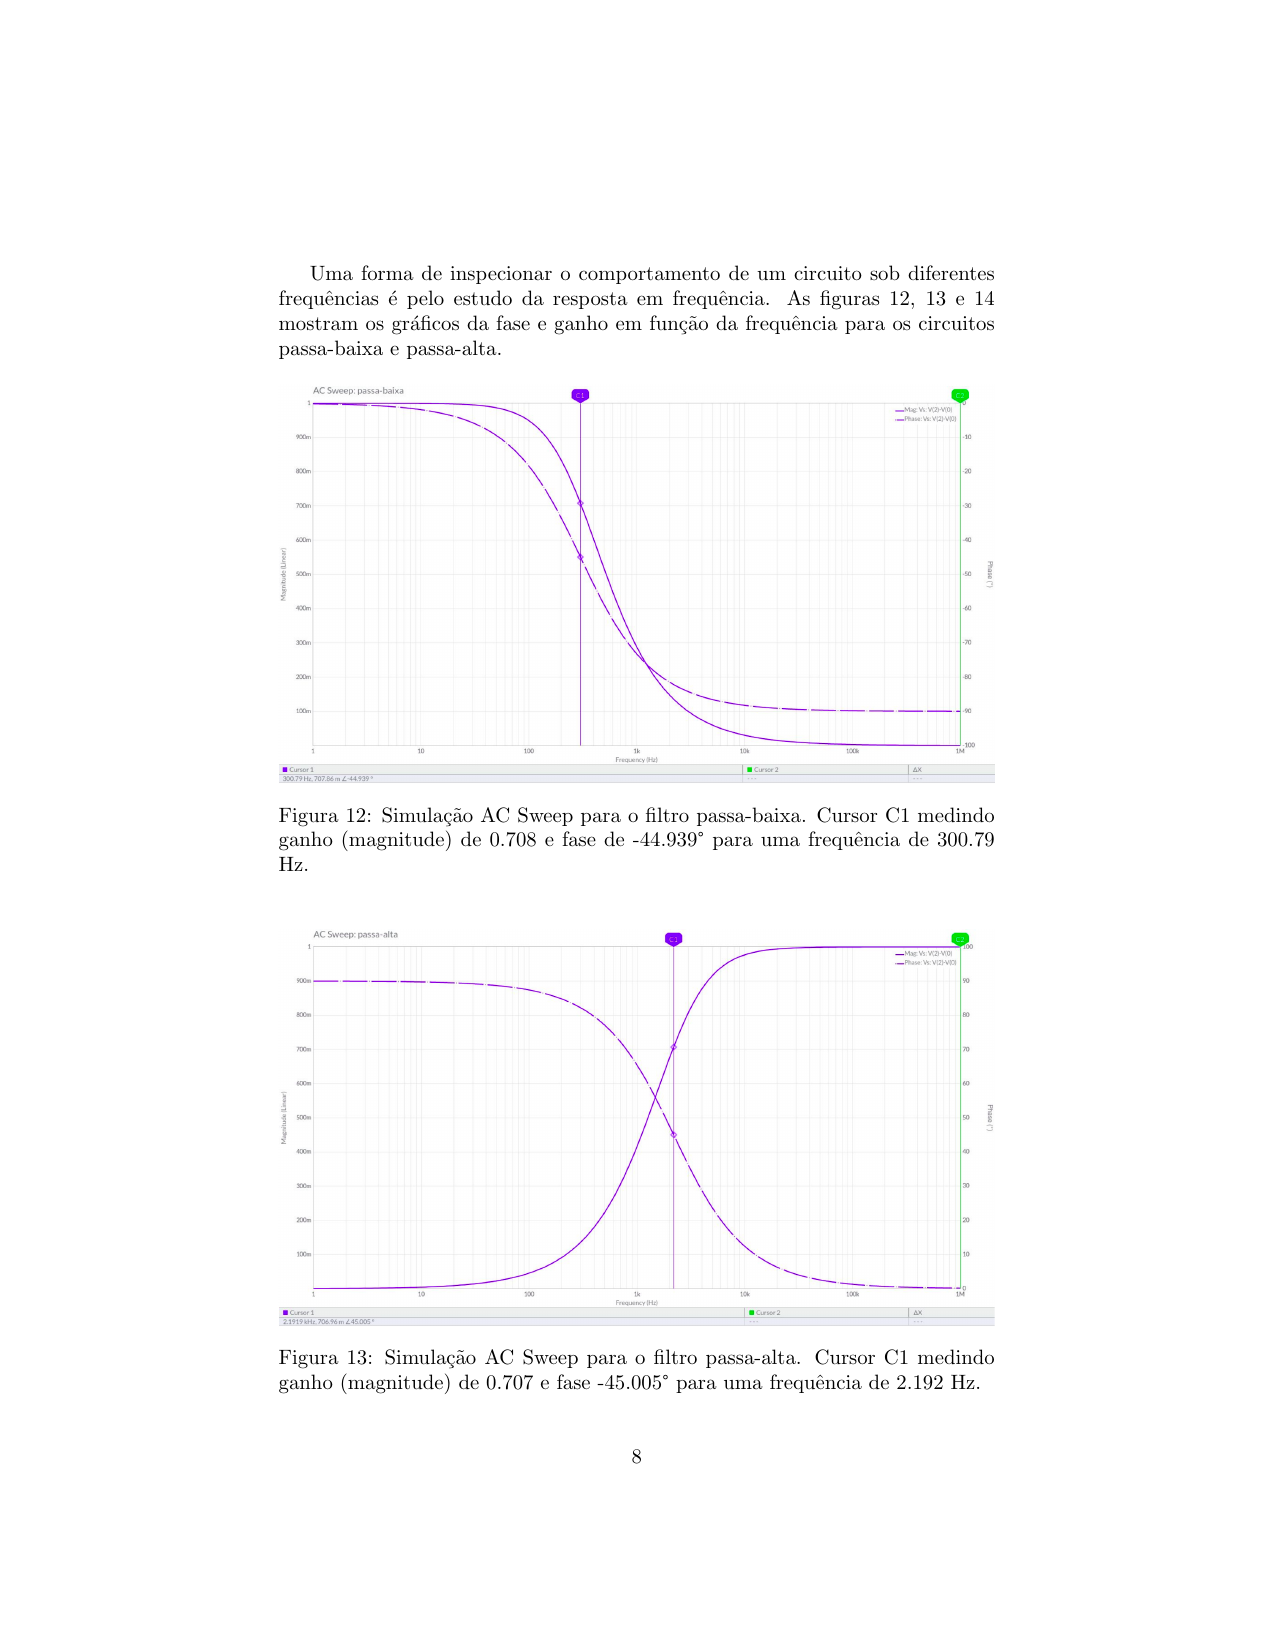 Uma forma de inspecionar o comportamento de um circuito sob diferentes
frequências é pelo estudo da resposta em frequência. As figuras 12, 13 e 14
mostram os gráficos da fase e ganho em função da frequência para os circuitos
passa-baixa e passa-alta.
AC Sweep: passa-baixa
C1
Mag: Vs: V(2)-V(0)
Phase: Vs: V(2)-V(0)
1
900m
800m
700m
600m
500m
400m
300m
200m
100m
Magnitude (Linear)
0
-10
-20
-30
-40
-50
-60
-70
-80
-90
-100
Phase (°)
1 10 100 1k 10k 100k 1M
Frequency (Hz)
Cursor 1 Cursor 2 ΔX
300.79 Hz, 707.86 m ∠-44.939 ° --- ---
Figura 12: Simulação AC Sweep para o filtro passa-baixa. Cursor C1 medindo
ganho (magnitude) de 0.708 e fase de -44.939° para uma frequência de 300.79
Hz.
AC Sweep: passa-alta
C1 C2
Mag: Vs: V(2)-V(0)
Phase: Vs: V(2)-V(0)
1
900m
800m
700m
600m
500m
400m
300m
200m
100m
Magnitude (Linear)
100
90
80
70
60
50
40
30
20
10
0
Phase (°)
1 10 100 1k 10k 100k 1M
Frequency (Hz)
Cursor 1 Cursor 2 ΔX
2.1919 kHz, 706.96 m ∠45.005 ° --- ---
Figura 13: Simulação AC Sweep para o filtro passa-alta. Cursor C1 medindo
ganho (magnitude) de 0.707 e fase -45.005° para uma frequência de 2.192 Hz.
8